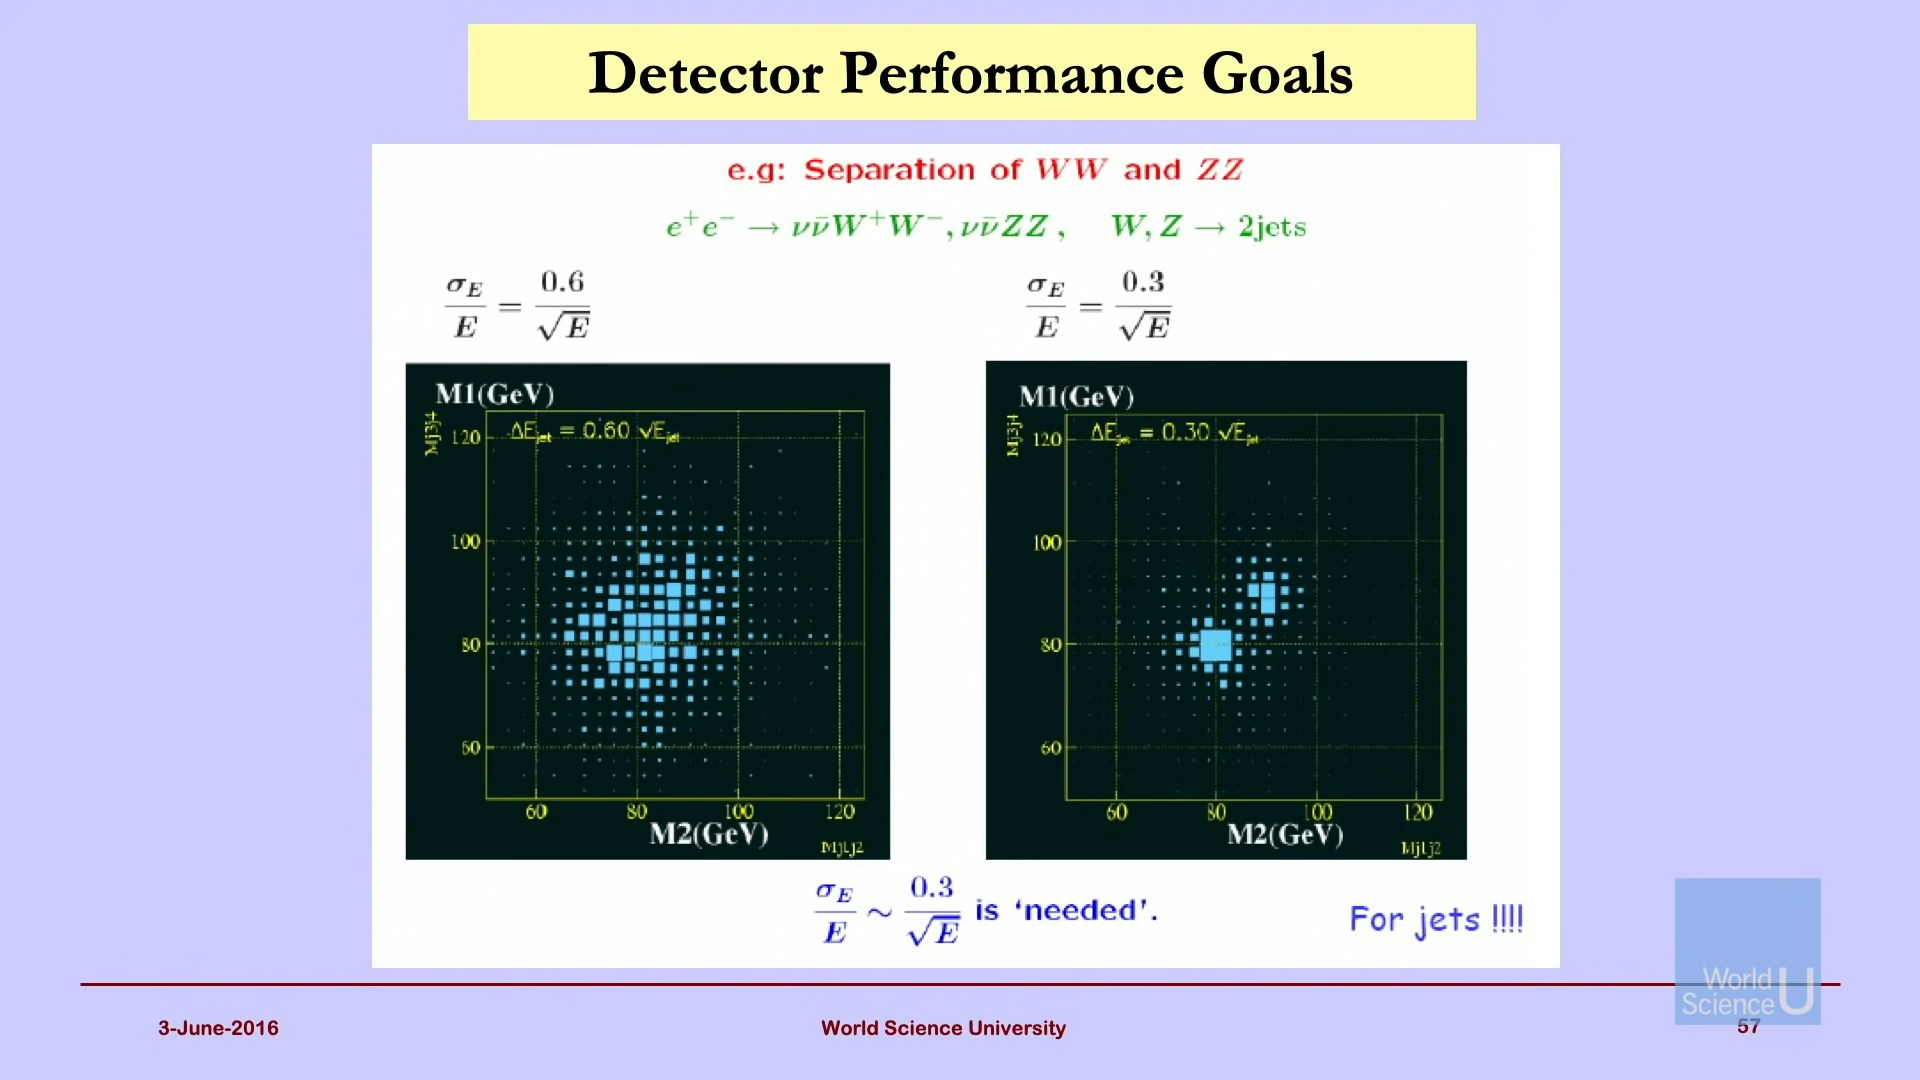 Detector Performance Goals
e.g: Separation of WW and ZZ
e⁺e⁻ → νν̄W⁺W⁻, νν̄ZZ , W, Z → 2jets
σ_E/E = 0.6/√E
σ_E/E = 0.3/√E
M1(GeV)
Mj3j4
ΔE_jet = 0.60 √E_jet
120
100
80
60
60 80 100 120
M2(GeV)
Mj1j2
M1(GeV)
Mj3j4
ΔE_jet = 0.30 √E_jet
120
100
80
60
60 80 100 120
M2(GeV)
Mj1j2
σ_E/E ~ 0.3/√E is ‘needed’.
For jets !!!!
World
Science U
3-June-2016 World Science University 57